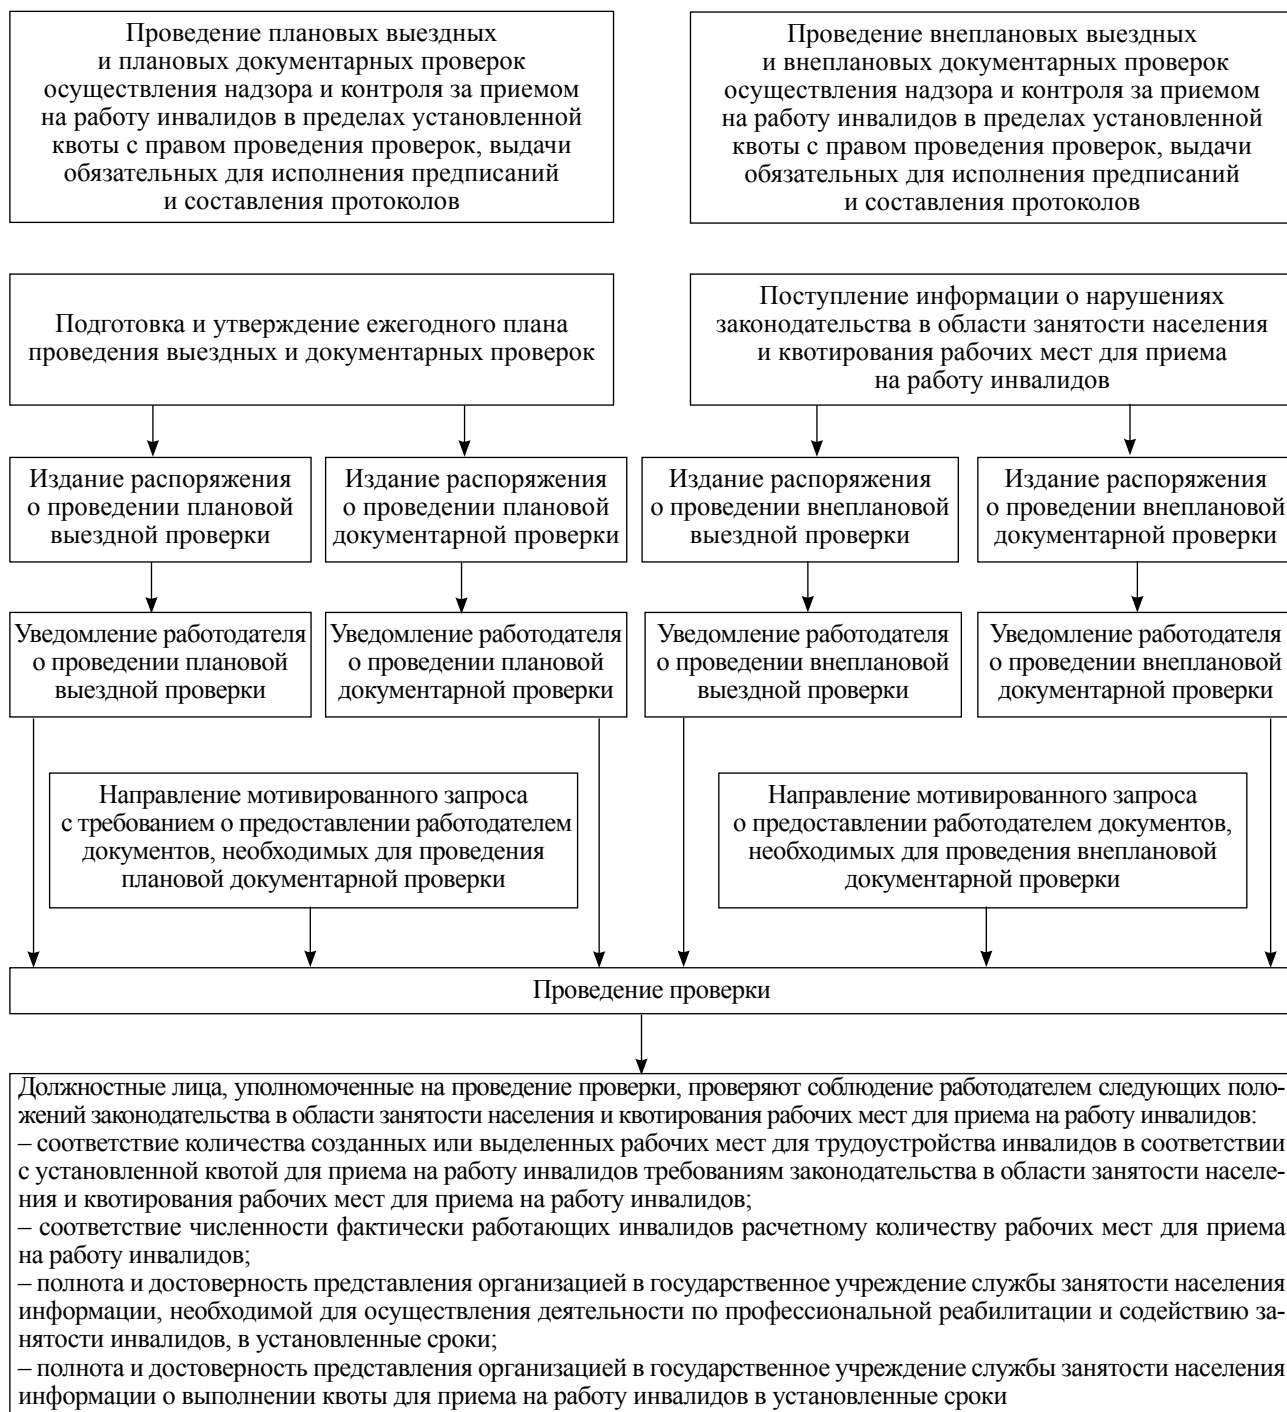 Проведение плановых выездных
и плановых документарных проверок
осуществления надзора и контроля за приемом
на работу инвалидов в пределах установленной
квоты с правом проведения проверок, выдачи
обязательных для исполнения предписаний
и составления протоколов
Проведение внеплановых выездных
и внеплановых документарных проверок
осуществления надзора и контроля за приемом
на работу инвалидов в пределах установленной
квоты с правом проведения проверок, выдачи
обязательных для исполнения предписаний
и составления протоколов
Подготовка и утверждение ежегодного плана
проведения выездных и документарных проверок
Поступление информации о нарушениях
законодательства в области занятости населения
и квотирования рабочих мест для приема
на работу инвалидов
Издание распоряжения
о проведении плановой
выездной проверки
Издание распоряжения
о проведении плановой
документарной проверки
Издание распоряжения
о проведении внеплановой
выездной проверки
Издание распоряжения
о проведении внеплановой
документарной проверки
Уведомление работодателя
о проведении плановой
выездной проверки
Уведомление работодателя
о проведении плановой
документарной проверки
Уведомление работодателя
о проведении внеплановой
выездной проверки
Уведомление работодателя
о проведении внеплановой
документарной проверки
Направление мотивированного запроса
с требованием о предоставлении работодателем
документов, необходимых для проведения
плановой документарной проверки
Направление мотивированного запроса
о предоставлении работодателем документов,
необходимых для проведения внеплановой
документарной проверки
Проведение проверки
Должностные лица, уполномоченные на проведение проверки, проверяют соблюдение работодателем следующих поло-
жений законодательства в области занятости населения и квотирования рабочих мест для приема на работу инвалидов:
– соответствие количества созданных или выделенных рабочих мест для трудоустройства инвалидов в соответствии
с установленной квотой для приема на работу инвалидов требованиям законодательства в области занятости населе-
ния и квотирования рабочих мест для приема на работу инвалидов;
– соответствие численности фактически работающих инвалидов расчетному количеству рабочих мест для приема
на работу инвалидов;
– полнота и достоверность представления организацией в государственное учреждение службы занятости населения
информации, необходимой для осуществления деятельности по профессиональной реабилитации и содействию за-
нятости инвалидов, в установленные сроки;
– полнота и достоверность представления организацией в государственное учреждение службы занятости населения
информации о выполнении квоты для приема на работу инвалидов в установленные сроки